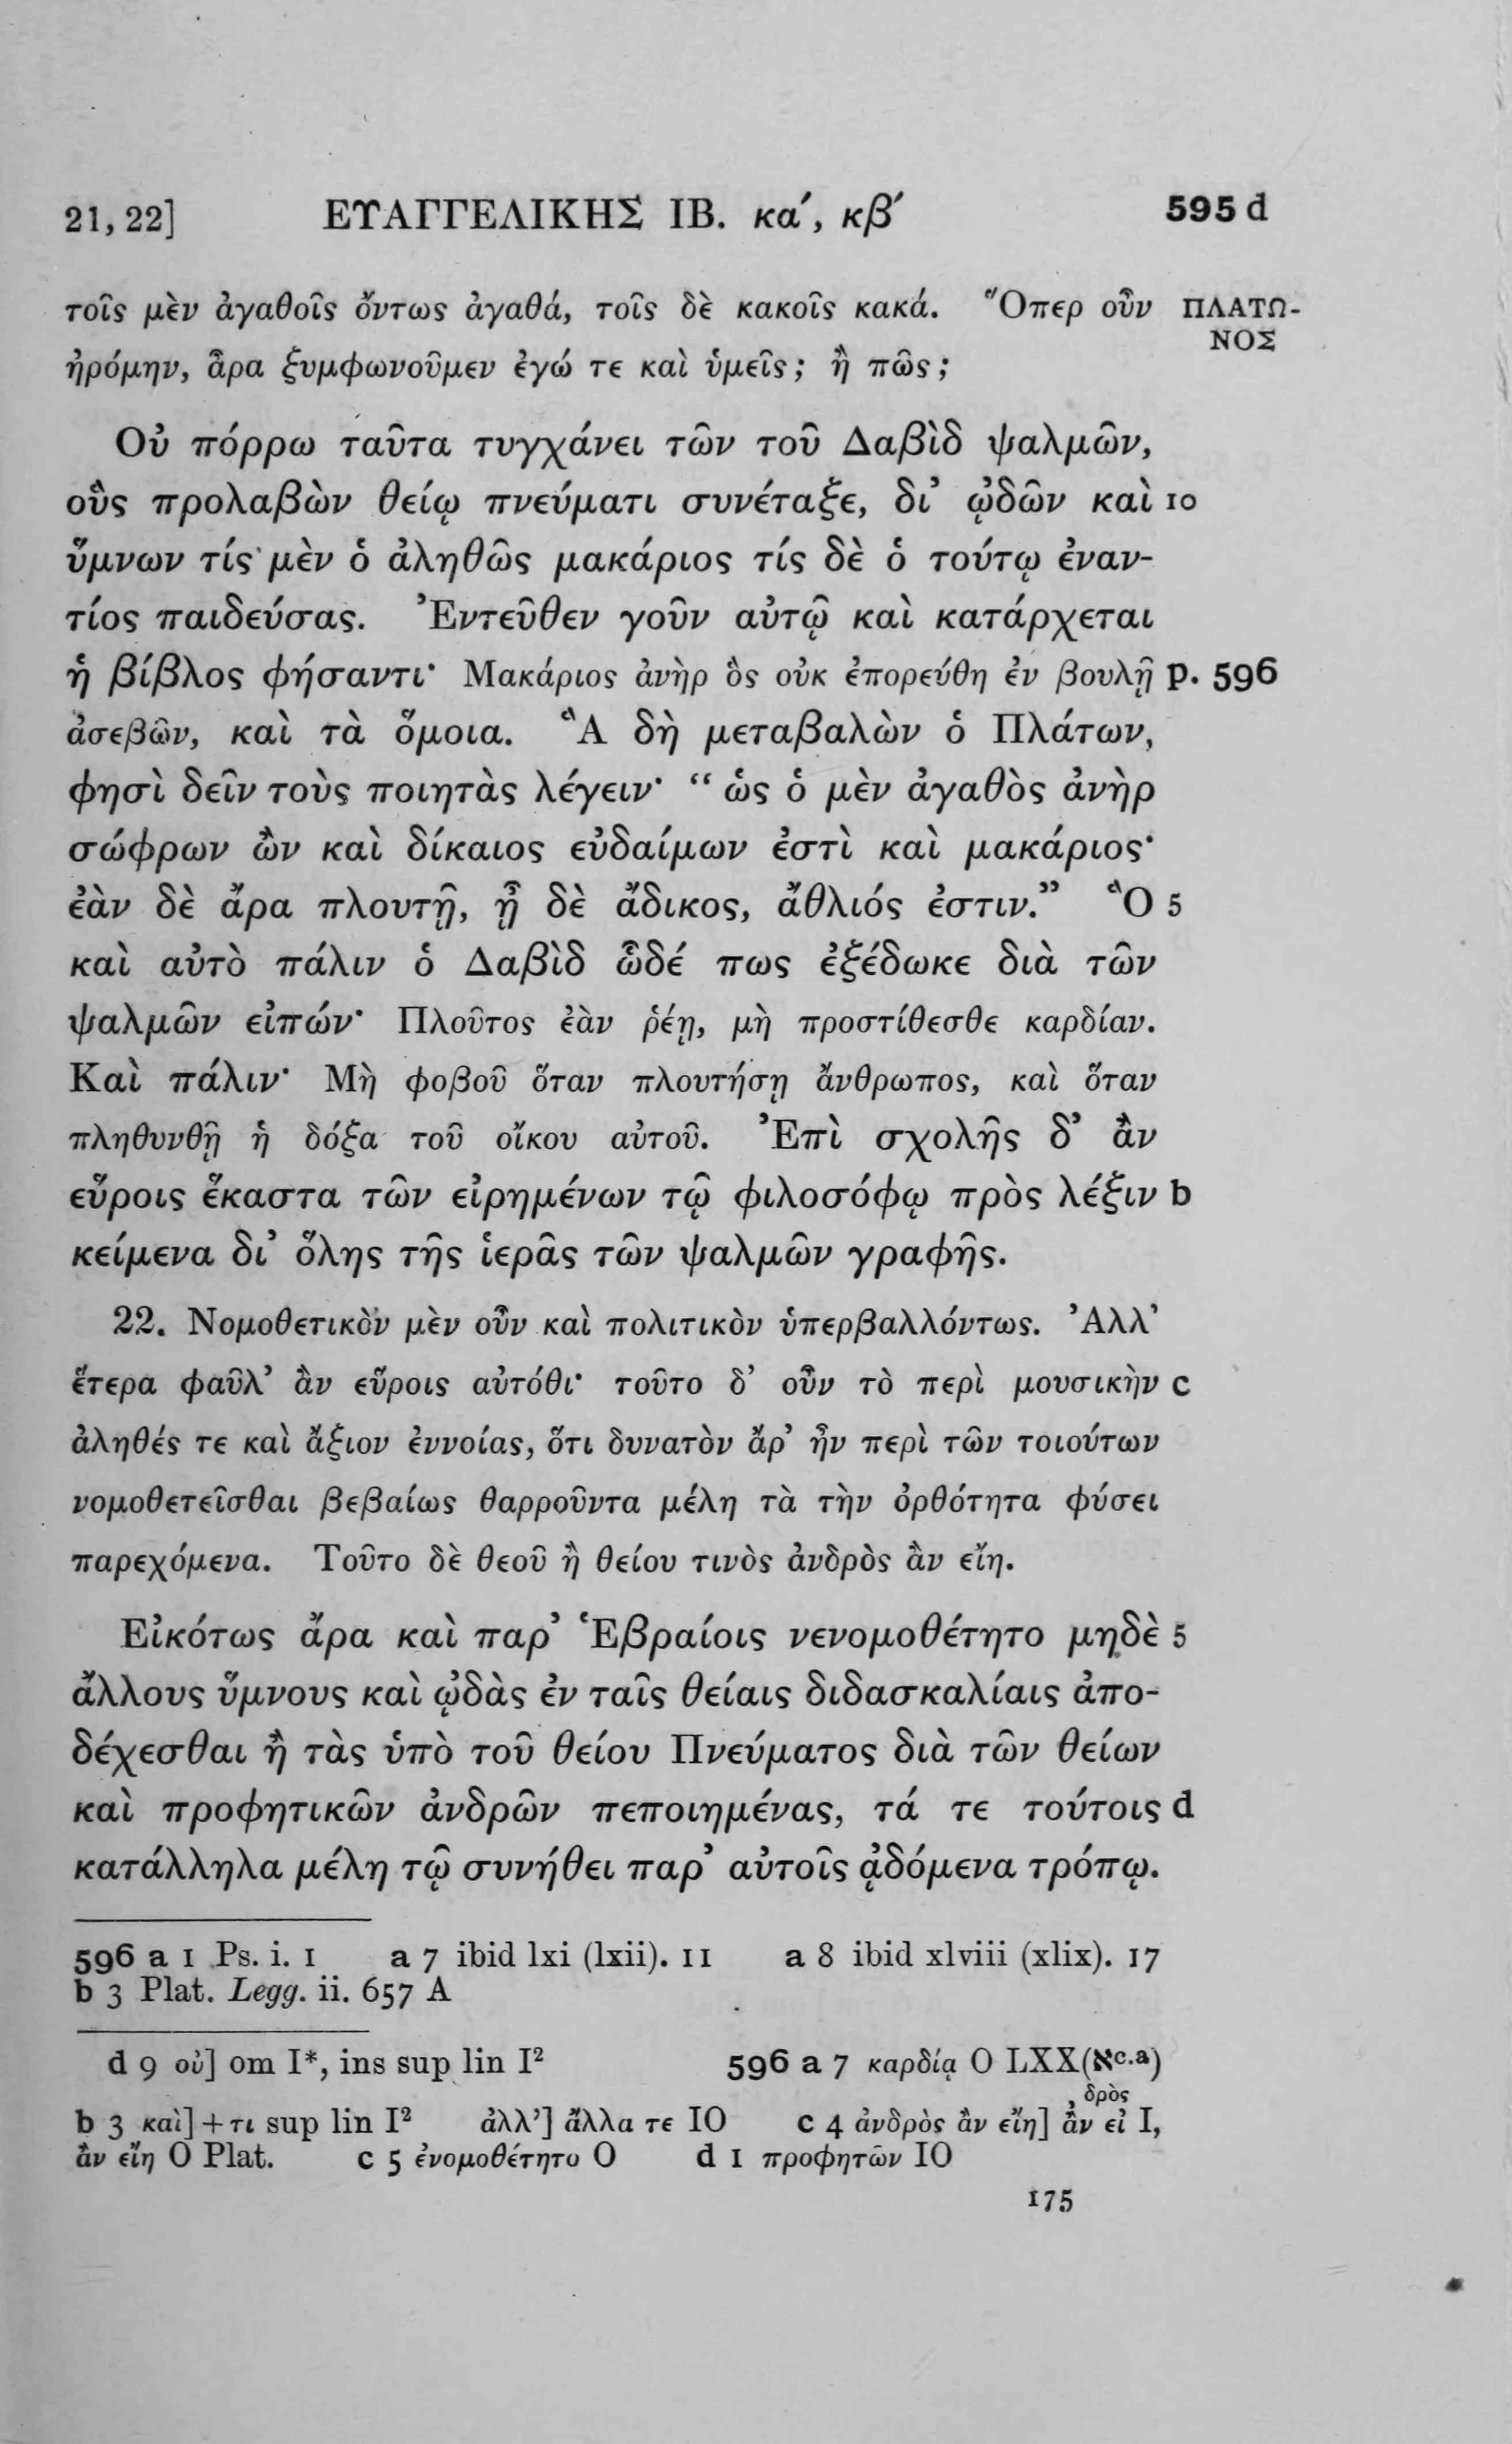 21, 22] ΕΥΑΓΓΕΛΙΚΗΣ ΙΒ. κα΄, κβ΄ 595 d
τοῖς μὲν ἀγαθοῖς ὄντως ἀγαθά, τοῖς δὲ κακοῖς κακά. Ὅπερ οὖν ΠΛΑΤΩ-
ΝΟΣ
ἠρόμην, ἆρα ξυμφωνοῦμεν ἐγώ τε καὶ ὑμεῖς; ἢ πῶς;
Οὐ πόρρω ταῦτα τυγχάνει τῶν τοῦ Δαβὶδ ψαλμῶν,
οὓς προλαβὼν θείῳ πνεύματι συνέταξε, δι᾽ ᾠδῶν καὶ 10
ὕμνων τίς μὲν ὁ ἀληθῶς μακάριος τίς δὲ ὁ τούτῳ ἐναν-
τίος παιδεύσας. Ἐντεῦθεν γοῦν αὐτῷ καὶ κατάρχεται
ἡ βίβλος φήσαντι· Μακάριος ἀνὴρ ὃς οὐκ ἐπορεύθη ἐν βουλῇ p. 596
ἀσεβῶν, καὶ τὰ ὅμοια. Ἃ δὴ μεταβαλὼν ὁ Πλάτων,
φησὶ δεῖν τοὺς ποιητὰς λέγειν· “ ὡς ὁ μὲν ἀγαθὸς ἀνὴρ
σώφρων ὢν καὶ δίκαιος εὐδαίμων ἐστὶ καὶ μακάριος·
ἐὰν δὲ ἄρα πλουτῇ, ᾖ δὲ ἄδικος, ἄθλιός ἐστιν.” Ὃ 5
καὶ αὐτὸ πάλιν ὁ Δαβὶδ ὧδέ πως ἐξέδωκε διὰ τῶν
ψαλμῶν εἰπών· Πλοῦτος ἐὰν ῥέῃ, μὴ προστίθεσθε καρδίαν.
Καὶ πάλιν· Μὴ φοβοῦ ὅταν πλουτήσῃ ἄνθρωπος, καὶ ὅταν
πληθυνθῇ ἡ δόξα τοῦ οἴκου αὐτοῦ. Ἐπὶ σχολῆς δ᾽ ἂν
εὕροις ἕκαστα τῶν εἰρημένων τῷ φιλοσόφῳ πρὸς λέξιν b
κείμενα δι᾽ ὅλης τῆς ἱερᾶς τῶν ψαλμῶν γραφῆς.
22. Νομοθετικὸν μὲν οὖν καὶ πολιτικὸν ὑπερβαλλόντως. Ἀλλ᾽
ἕτερα φαῦλ᾽ ἂν εὕροις αὐτόθι· τοῦτο δ᾽ οὖν τὸ περὶ μουσικὴν c
ἀληθές τε καὶ ἄξιον ἐννοίας, ὅτι δυνατὸν ἄρ᾽ ἦν περὶ τῶν τοιούτων
νομοθετεῖσθαι βεβαίως θαρροῦντα μέλη τὰ τὴν ὀρθότητα φύσει
παρεχόμενα. Τοῦτο δὲ θεοῦ ἢ θείου τινὸς ἀνδρὸς ἂν εἴη.
Εἰκότως ἄρα καὶ παρ᾽ Ἑβραίοις νενομοθέτητο μηδὲ 5
ἄλλους ὕμνους καὶ ᾠδὰς ἐν ταῖς θείαις διδασκαλίαις ἀπο-
δέχεσθαι ἢ τὰς ὑπὸ τοῦ θείου Πνεύματος διὰ τῶν θείων
καὶ προφητικῶν ἀνδρῶν πεποιημένας, τά τε τούτοις d
κατάλληλα μέλη τῷ συνήθει παρ᾽ αὐτοῖς ᾀδόμενα τρόπῳ.
596 a 1 Ps. i. 1 a 7 ibid lxi (lxii). 11 a 8 ibid xlviii (xlix). 17
b 3 Plat. Legg. ii. 657 A
d 9 οὐ] om I*, ins sup lin I² 596 a 7 καρδίᾳ O LXX(א c.a)
δρὸς
b 3 καὶ] +τι sup lin I² ἀλλ᾽] ἄλλα τε IO c 4 ἀνδρὸς ἂν εἴη] ἂν εἰ I,
ἂν εἴη O Plat. c 5 ἐνομοθέτητο O d 1 προφητῶν IO
175